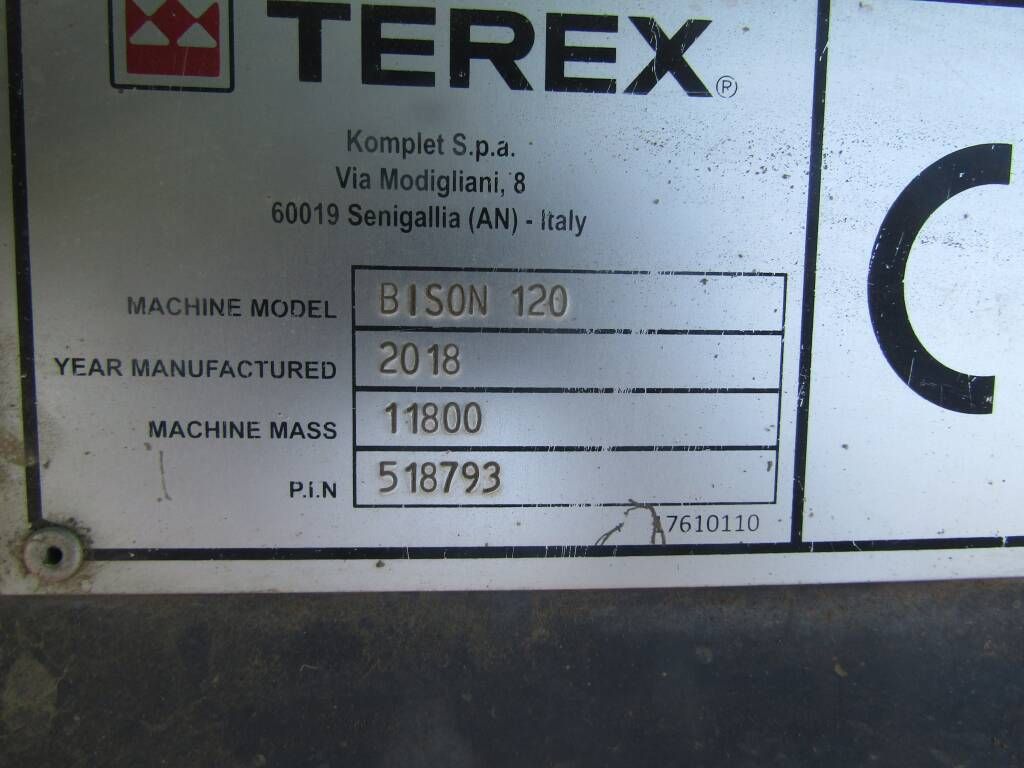 TEREX®
Komplet S.p.a.
Via Modigliani, 8
60019 Senigallia (AN) - Italy
MACHINE MODEL BISON 120
YEAR MANUFACTURED 2018
MACHINE MASS 11800
P.i.N 518793
7610110